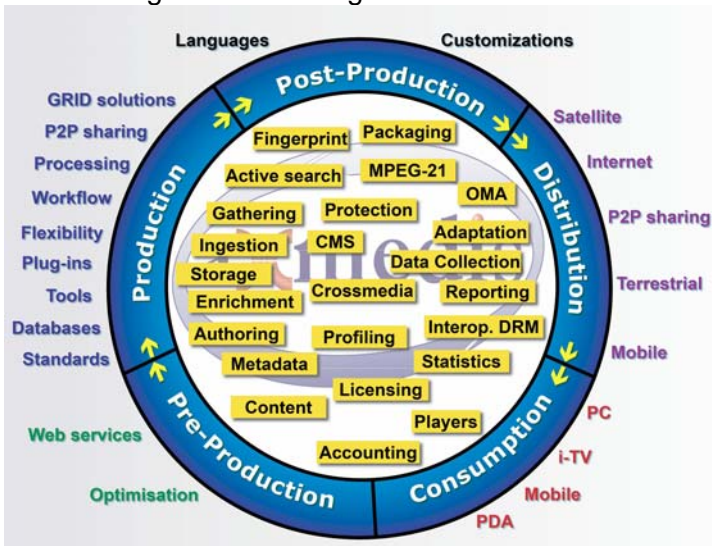 Languages
Customizations
Post-Production
GRID solutions
P2P sharing
Processing
Workflow
Flexibility
Plug-ins
Tools
Databases
Standards
Production
Fingerprint
Packaging
Active search
MPEG-21
OMA
Gathering
Protection
Ingestion
CMS
Adaptation
Storage
Data Collection
Enrichment
Crossmedia
Reporting
Authoring
Profiling
Interop. DRM
Metadata
Statistics
Licensing
Content
Players
Accounting
Distribution
Satellite
Internet
P2P sharing
Terrestrial
Mobile
Pre-Production
Web services
Optimisation
Consumption
PC
i-TV
Mobile
PDA